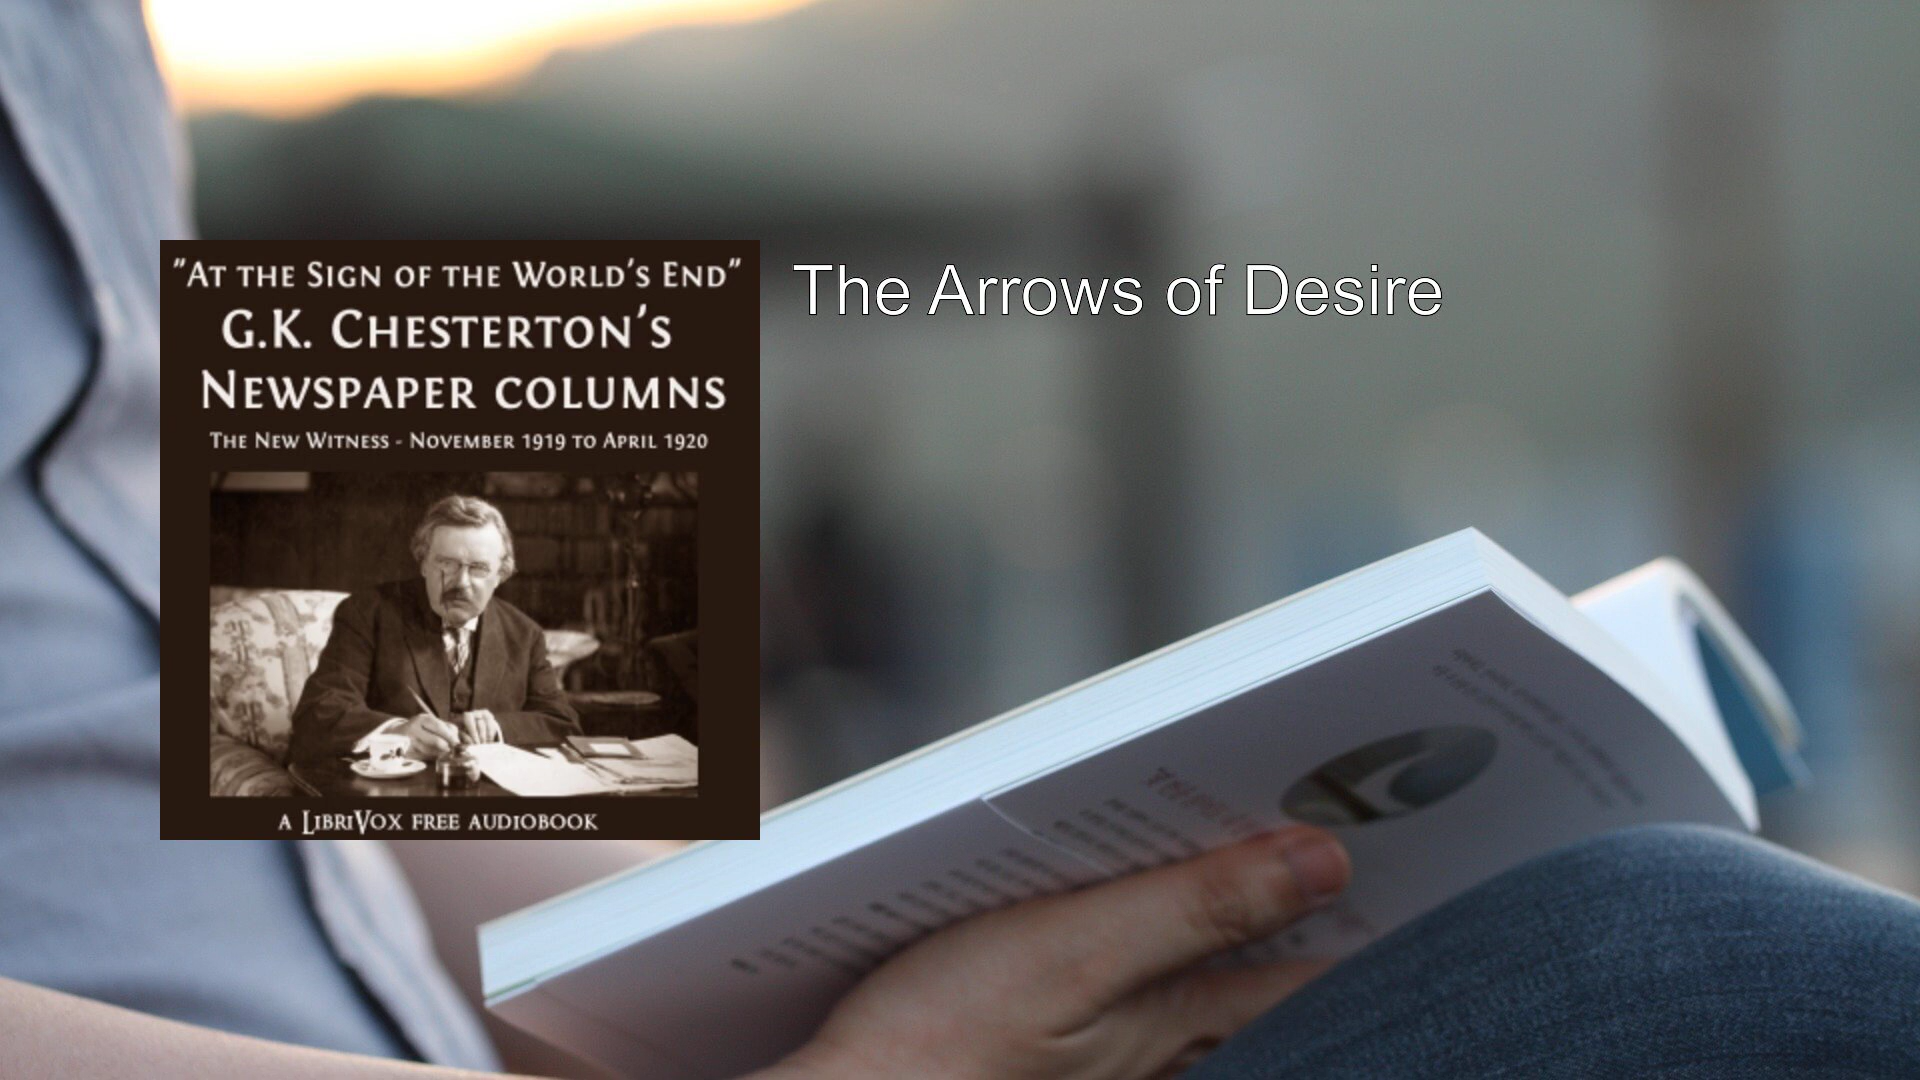 "At the Sign of the World's End"
G.K. Chesterton's
Newspaper columns
The New Witness - November 1919 to April 1920
a LibriVox free audiobook
The Arrows of Desire